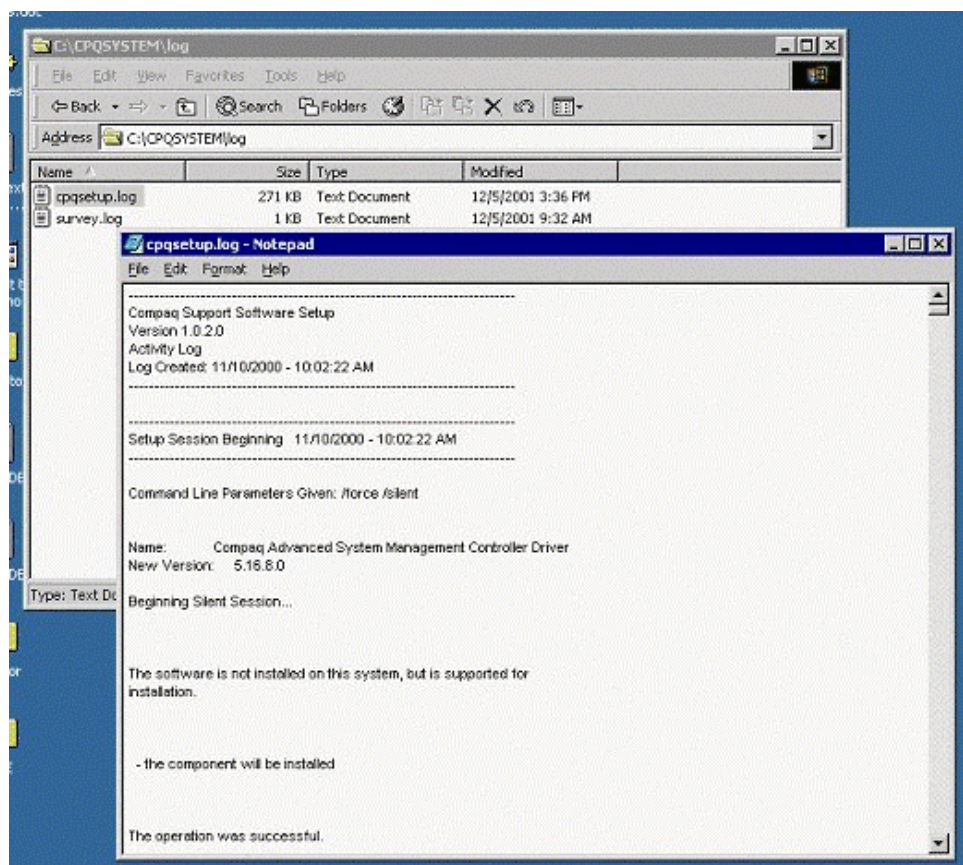 C:\CPQSYSTEM\log
File Edit View Favorites Tools Help
Back Search Folders
Address C:\CPQSYSTEM\log
Name Size Type Modified
cpqsetup.log 271 KB Text Document 12/5/2001 3:36 PM
survey.log 1 KB Text Document 12/5/2001 9:32 AM
cpqsetup.log - Notepad
File Edit Format Help
----------------------------------------------------------------------
Compaq Support Software Setup
Version 1.0.2.0
Activity Log
Log Created: 11/10/2000 - 10:02:22 AM
----------------------------------------------------------------------
----------------------------------------------------------------------
Setup Session Beginning 11/10/2000 - 10:02:22 AM
----------------------------------------------------------------------
Command Line Parameters Given: /force /silent
Name: Compaq Advanced System Management Controller Driver
New Version: 5.16.8.0
Beginning Silent Session...
The software is not installed on this system, but is supported for
installation.
- the component will be installed
The operation was successful.
Type: Text Do